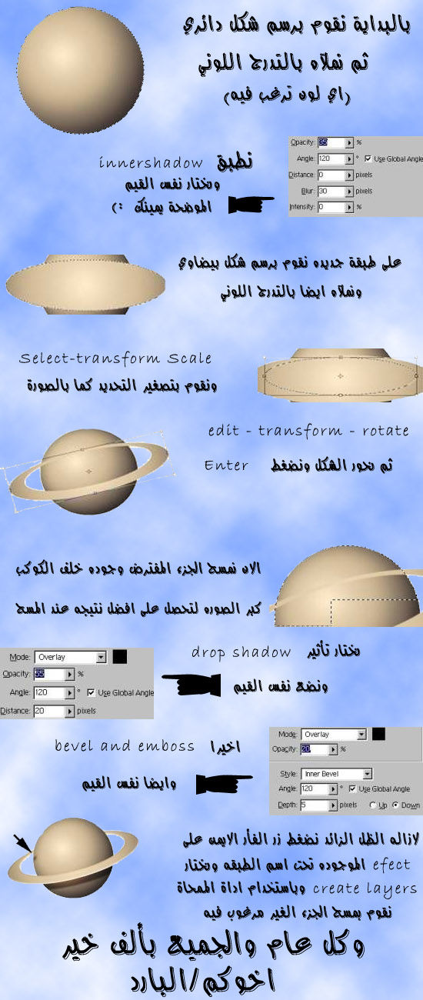 بالبداية نقوم برسم شكل دائري
ثم نملاه بالتدرج اللوني
(اي لون ترغب فيه)
نطبق innershadow
ونختار نفس القيم
الموضحة بمينك :)
Opacity: 35 %
Angle: 120 ° Use Global Angle
Distance: 0 pixels
Blur: 30 pixels
Intensity: 0 %
على طبقة جديده نقوم برسم شكل بيضاوي
ونملاه ايضا بالتدرج اللوني
Select-transform Scale
ونقوم بتصغير التحديد كما بالصورة
edit - transform - rotate
ثم ندور الشكل ونضغط Enter
الان نمسح الجزء المفترض وجوده خلف الكوكب
كبر الصوره لتحصل على افضل نتيجه عند المسح
نختار تأثير drop shadow
ونضع نفس القيم
Mode: Overlay
Opacity: 55 %
Angle: 120 ° Use Global Angle
Distance: 20 pixels
اخيرا bevel and emboss
وايضا نفس القيم
Mode: Overlay
Opacity: 20 %
Style: Inner Bevel
Angle: 120 ° Use Global Angle
Depth: 5 pixels Up Down
لازاله الظل الزائد نضغط زر الفأر الايمن على
efect الموجوده تحت اسم الطبقه ونختار
create layers وباستخدام اداة الممحاة
نقوم بمسح الجزء الغير مرغوب فيه
وكل عام والجميع بألف خير
اخوكم/البارد